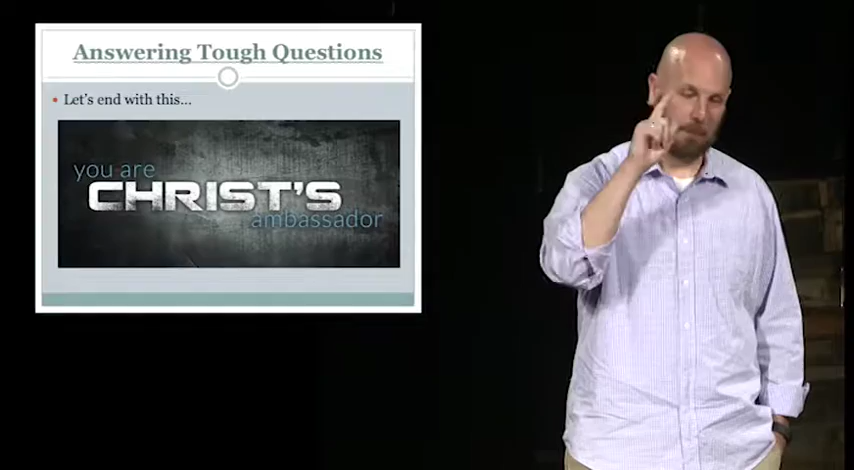 Answering Tough Questions
• Let's end with this...
you are
CHRIST'S
ambassador